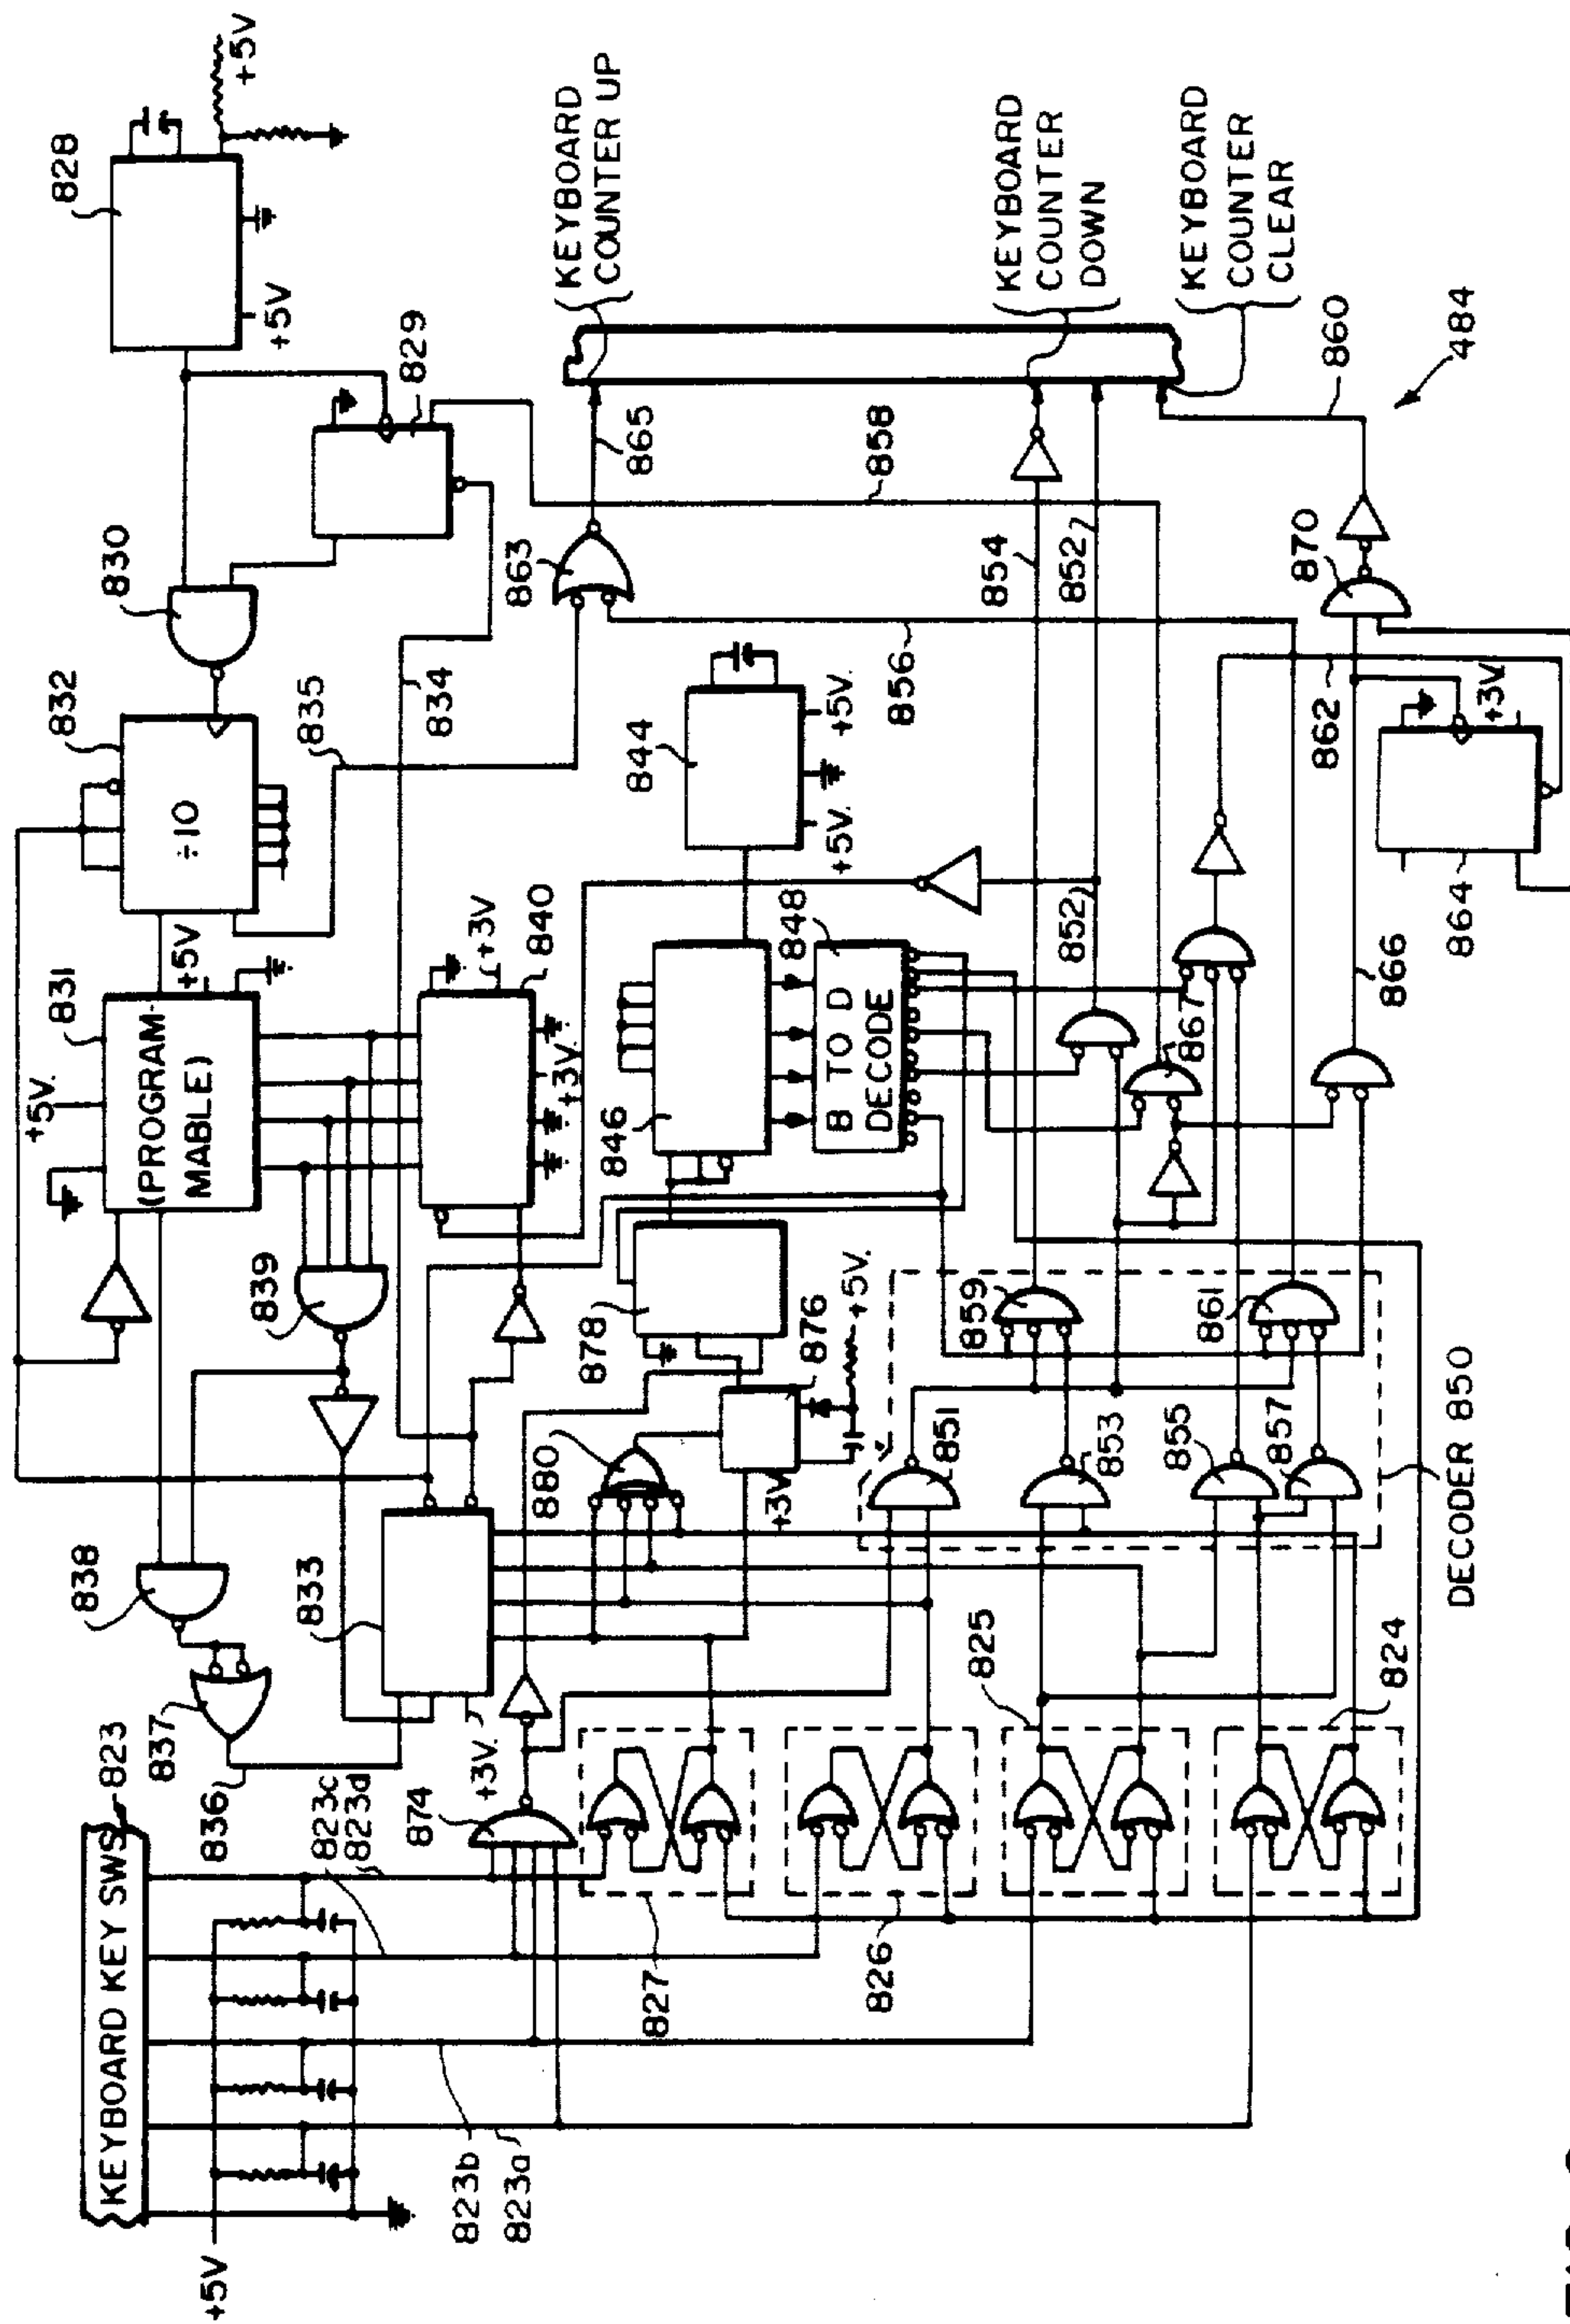 KEYBOARD KEY SWS.
823
+5V
823c
823d
823b
823a
836
837
838
839
831
+5V.
(PROGRAM-
MABLE)
+5V
832
÷10
830
828
+5V
+5V
829
835
834
833
+3V.
840
+3V
+3V.
863
865
KEYBOARD
COUNTER UP
858
874
880
878
876
+5V.
+3V
846
844
+5V.
+5V.
848
B TO D
DECODE
856
854
852
852
KEYBOARD
COUNTER
DOWN
KEYBOARD
COUNTER
CLEAR
860
484
870
862
+3V.
864
866
867
859
861
851
853
855
857
DECODER 850
827
826
825
824